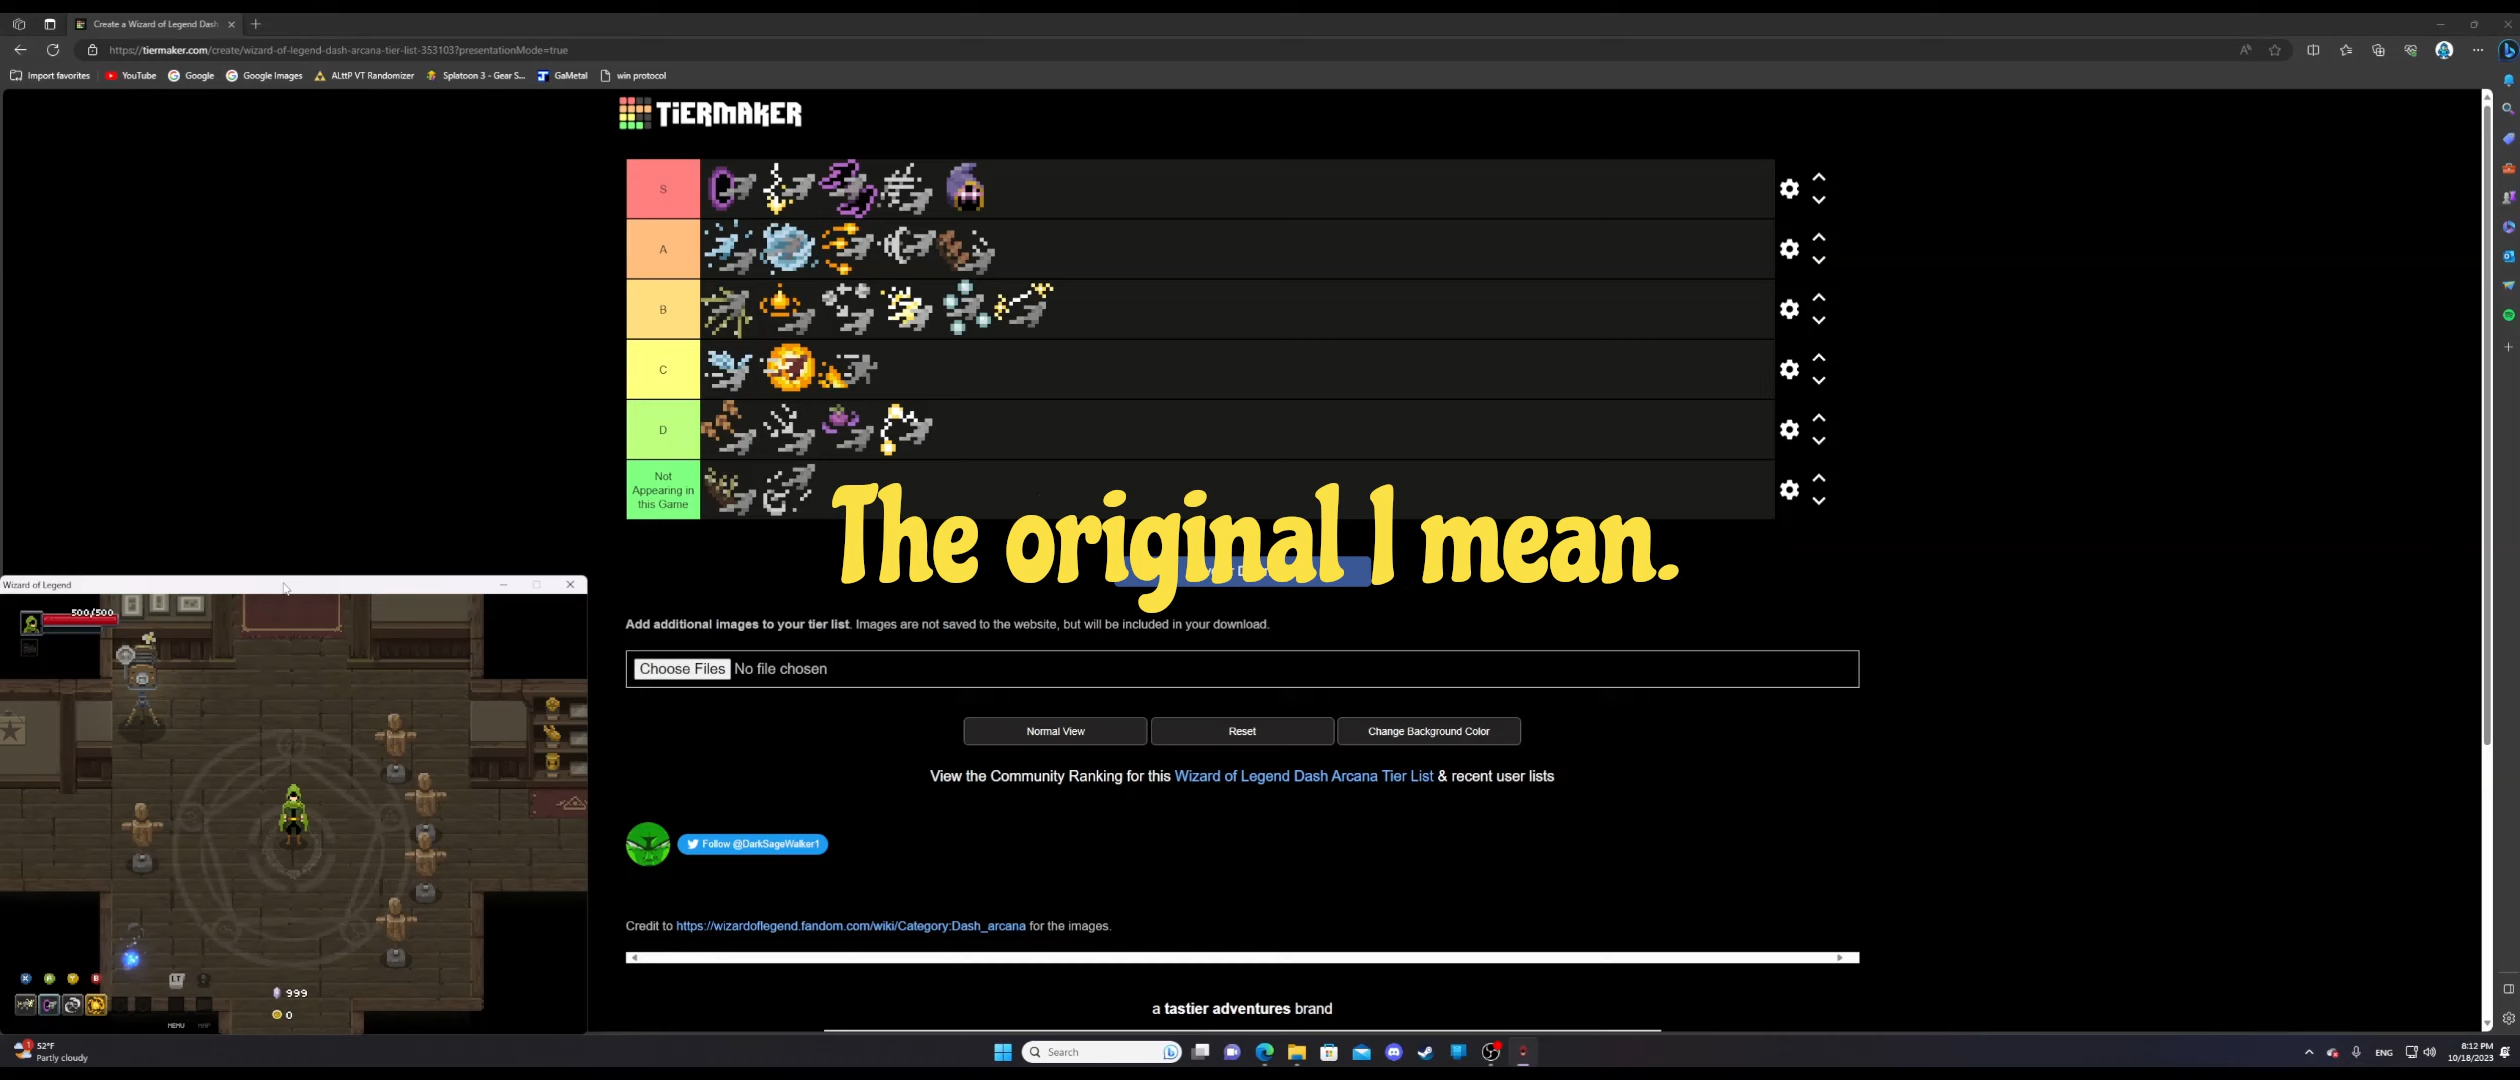 Create a Wizard of Legend Dash
https://tiermaker.com/create/wizard-of-legend-dash-arcana-tier-list-353103?presentationMode=true
Import favorites
YouTube
Google
Google Images
ALttP VT Randomizer
Splatoon 3 - Gear S...
GaMetal
win protocol
TiERMAKER
S
A
B
C
D
Not
Appearing in
this Game
The original I mean.
Add additional images to your tier list. Images are not saved to the website, but will be included in your download.
Choose Files No file chosen
Normal View
Reset
Change Background Color
View the Community Ranking for this Wizard of Legend Dash Arcana Tier List & recent user lists
Follow @DarkSageWalker1
Credit to https://wizardoflegend.fandom.com/wiki/Category:Dash_arcana for the images.
a tastier adventures brand
Wizard of Legend
500/500
X
A
Y
B
LT
999
0
MENU
MAP
1
52°F
Partly cloudy
Search
ENG
8:12 PM
10/18/2023